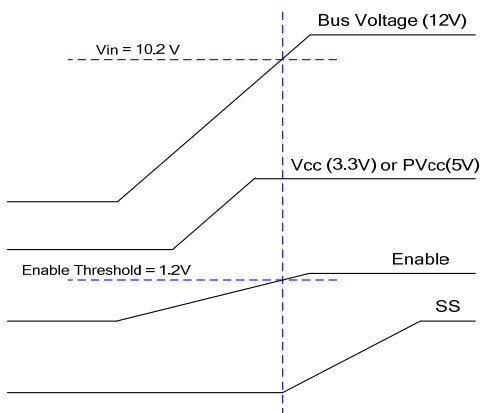 Bus Voltage (12V)
Vin = 10.2 V
Vcc (3.3V) or PVcc(5V)
Enable
Enable Threshold = 1.2V
SS